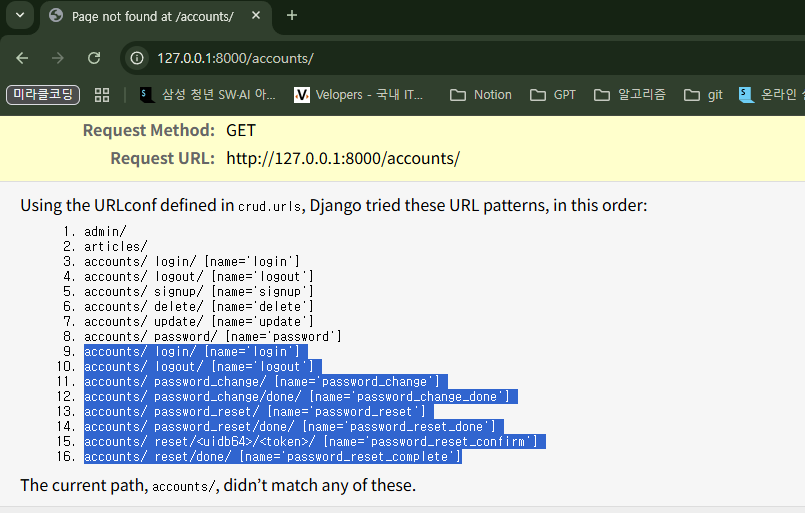 Page not found at /accounts/
127.0.0.1:8000/accounts/
미라클코딩 삼성 청년 SW·AI 아... Velopers - 국내 IT... Notion GPT 알고리즘 git 온라인
Request Method: GET
Request URL: http://127.0.0.1:8000/accounts/
Using the URLconf defined in crud.urls, Django tried these URL patterns, in this order:
1. admin/
2. articles/
3. accounts/ login/ [name='login']
4. accounts/ logout/ [name='logout']
5. accounts/ signup/ [name='signup']
6. accounts/ delete/ [name='delete']
7. accounts/ update/ [name='update']
8. accounts/ password/ [name='password']
9. accounts/ login/ [name='login']
10. accounts/ logout/ [name='logout']
11. accounts/ password_change/ [name='password_change']
12. accounts/ password_change/done/ [name='password_change_done']
13. accounts/ password_reset/ [name='password_reset']
14. accounts/ password_reset/done/ [name='password_reset_done']
15. accounts/ reset/<uidb64>/<token>/ [name='password_reset_confirm']
16. accounts/ reset/done/ [name='password_reset_complete']
The current path, accounts/, didn’t match any of these.